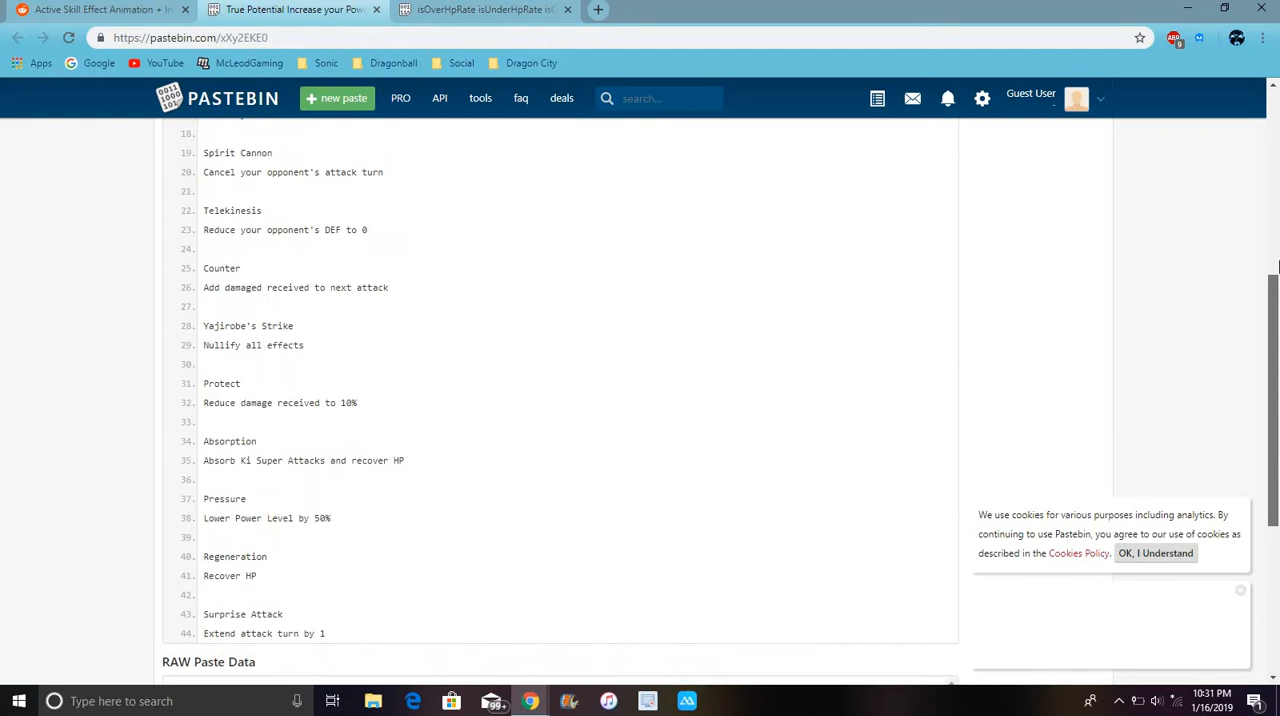 Active Skill Effect Animation + In
True Potential Increase your Powe
isOverHpRate isUnderHpRate isO
https://pastebin.com/xXy2EKE0
9
Apps
Google
YouTube
McLeodGaming
Sonic
Dragonball
Social
Dragon City
PASTEBIN
+ new paste
PRO
API
tools
faq
deals
search...
Guest User
-
18.
19. Spirit Cannon
20. Cancel your opponent's attack turn
21.
22. Telekinesis
23. Reduce your opponent's DEF to 0
24.
25. Counter
26. Add damaged received to next attack
27.
28. Yajirobe's Strike
29. Nullify all effects
30.
31. Protect
32. Reduce damage received to 10%
33.
34. Absorption
35. Absorb Ki Super Attacks and recover HP
36.
37. Pressure
38. Lower Power Level by 50%
39.
40. Regeneration
41. Recover HP
42.
43. Surprise Attack
44. Extend attack turn by 1
RAW Paste Data
We use cookies for various purposes including analytics. By
continuing to use Pastebin, you agree to our use of cookies as
described in the Cookies Policy. OK, I Understand
Type here to search
99+
10:31 PM
1/16/2019